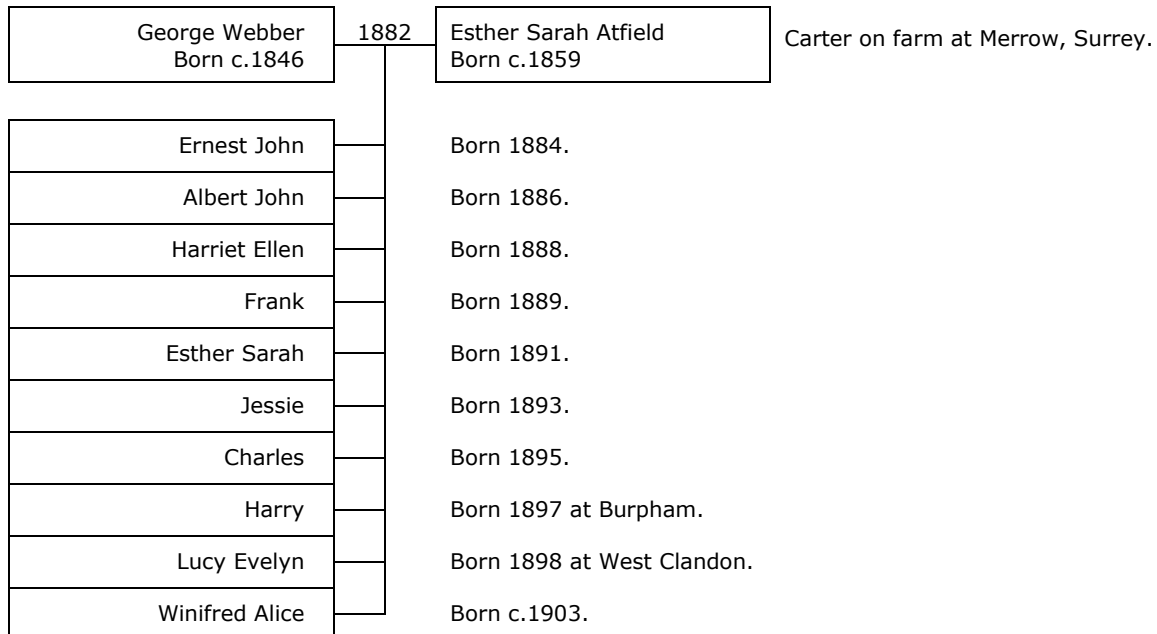 George Webber
Born c.1846
1882
Esther Sarah Atfield
Born c.1859
Carter on farm at Merrow, Surrey.
Ernest John
Born 1884.
Albert John
Born 1886.
Harriet Ellen
Born 1888.
Frank
Born 1889.
Esther Sarah
Born 1891.
Jessie
Born 1893.
Charles
Born 1895.
Harry
Born 1897 at Burpham.
Lucy Evelyn
Born 1898 at West Clandon.
Winifred Alice
Born c.1903.